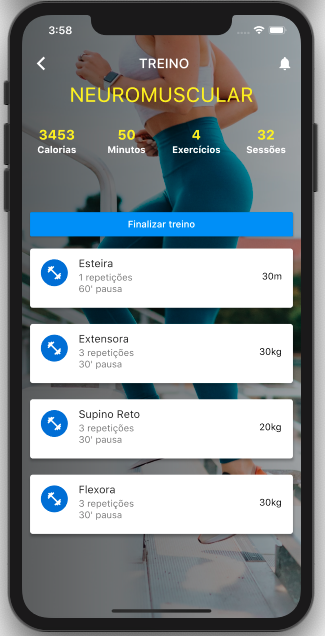 3:58
TREINO
NEUROMUSCULAR
3453 50 4 32
Calorias Minutos Exercícios Sessões
Finalizar treino
Esteira
1 repetições
60' pausa
30m
Extensora
3 repetições
30' pausa
30kg
Supino Reto
3 repetições
30' pausa
20kg
Flexora
3 repetições
30' pausa
30kg